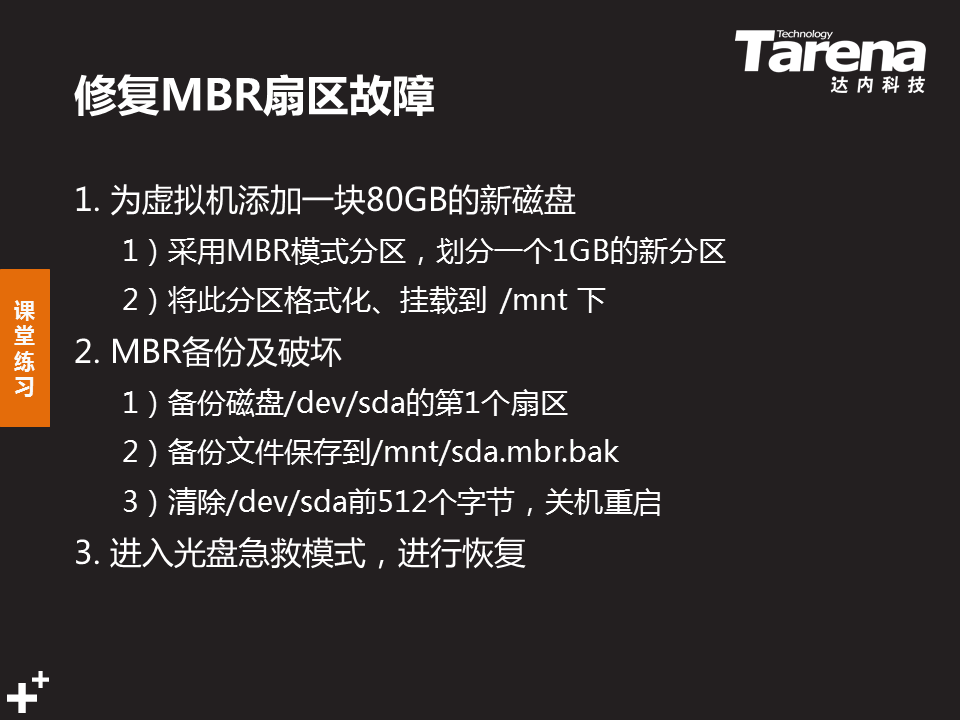 Technology
Tarena
达内科技
修复MBR扇区故障
1. 为虚拟机添加一块80GB的新磁盘
1）采用MBR模式分区，划分一个1GB的新分区
2）将此分区格式化、挂载到 /mnt 下
2. MBR备份及破坏
1）备份磁盘/dev/sda的第1个扇区
2）备份文件保存到/mnt/sda.mbr.bak
3）清除/dev/sda前512个字节，关机重启
3. 进入光盘急救模式，进行恢复
课堂练习